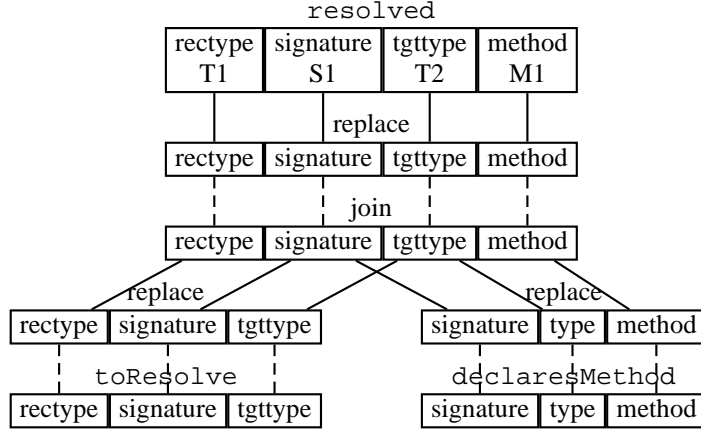 resolved
rectype signature tgttype method
T1 S1 T2 M1
replace
rectype signature tgttype method
join
rectype signature tgttype method
replace replace
rectype signature tgttype signature type method
toResolve declaresMethod
rectype signature tgttype signature type method